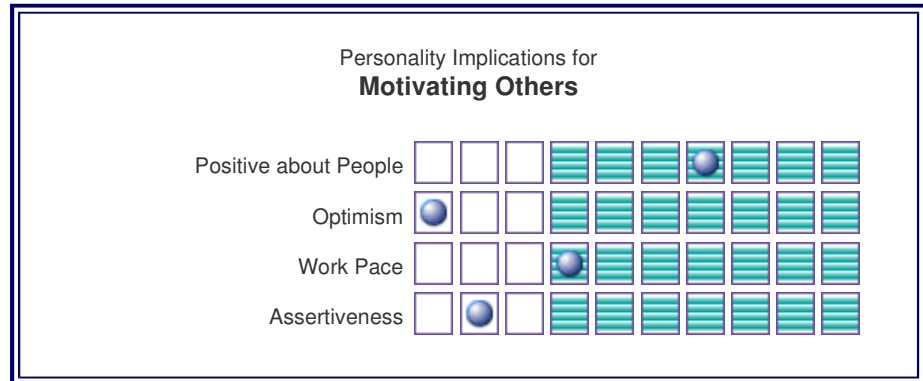 Personality Implications for
Motivating Others
Positive about People
Optimism
Work Pace
Assertiveness